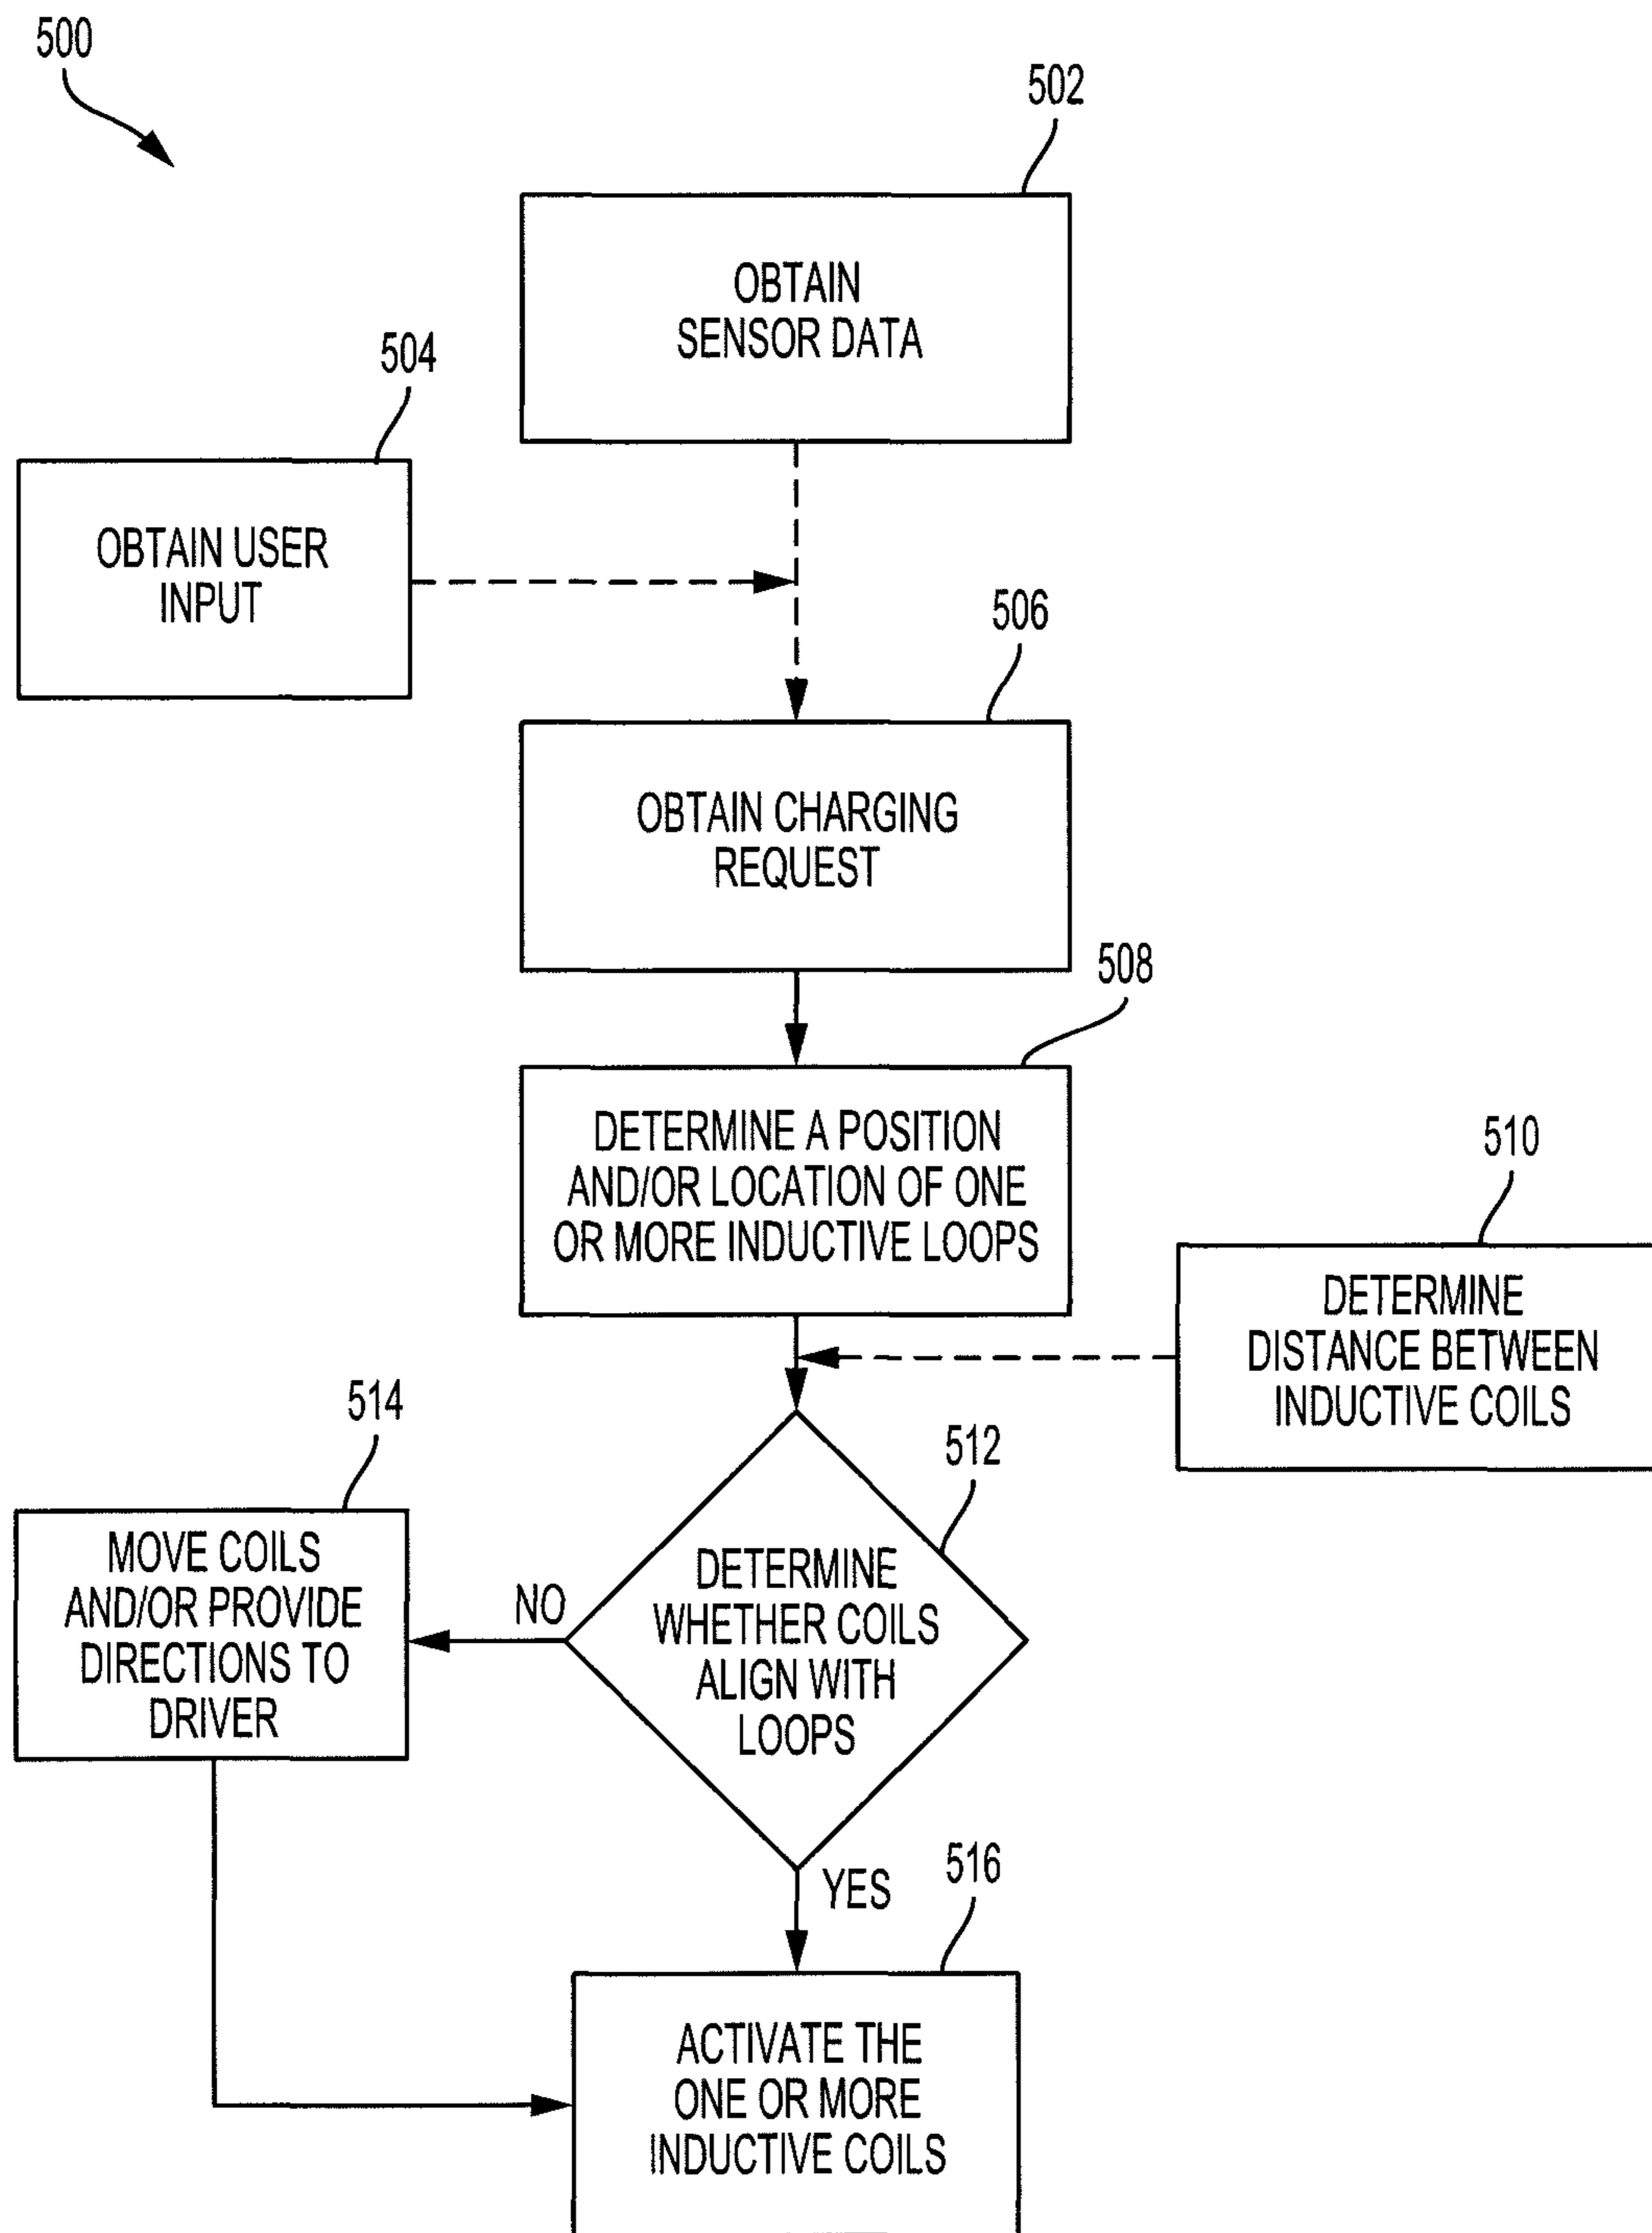 500
502
OBTAIN
SENSOR DATA
504
OBTAIN USER
INPUT
506
OBTAIN CHARGING
REQUEST
508
DETERMINE A POSITION
AND/OR LOCATION OF ONE
OR MORE INDUCTIVE LOOPS
510
DETERMINE
DISTANCE BETWEEN
INDUCTIVE COILS
512
DETERMINE
WHETHER COILS
ALIGN WITH
LOOPS
NO
514
MOVE COILS
AND/OR PROVIDE
DIRECTIONS TO
DRIVER
YES
516
ACTIVATE THE
ONE OR MORE
INDUCTIVE COILS